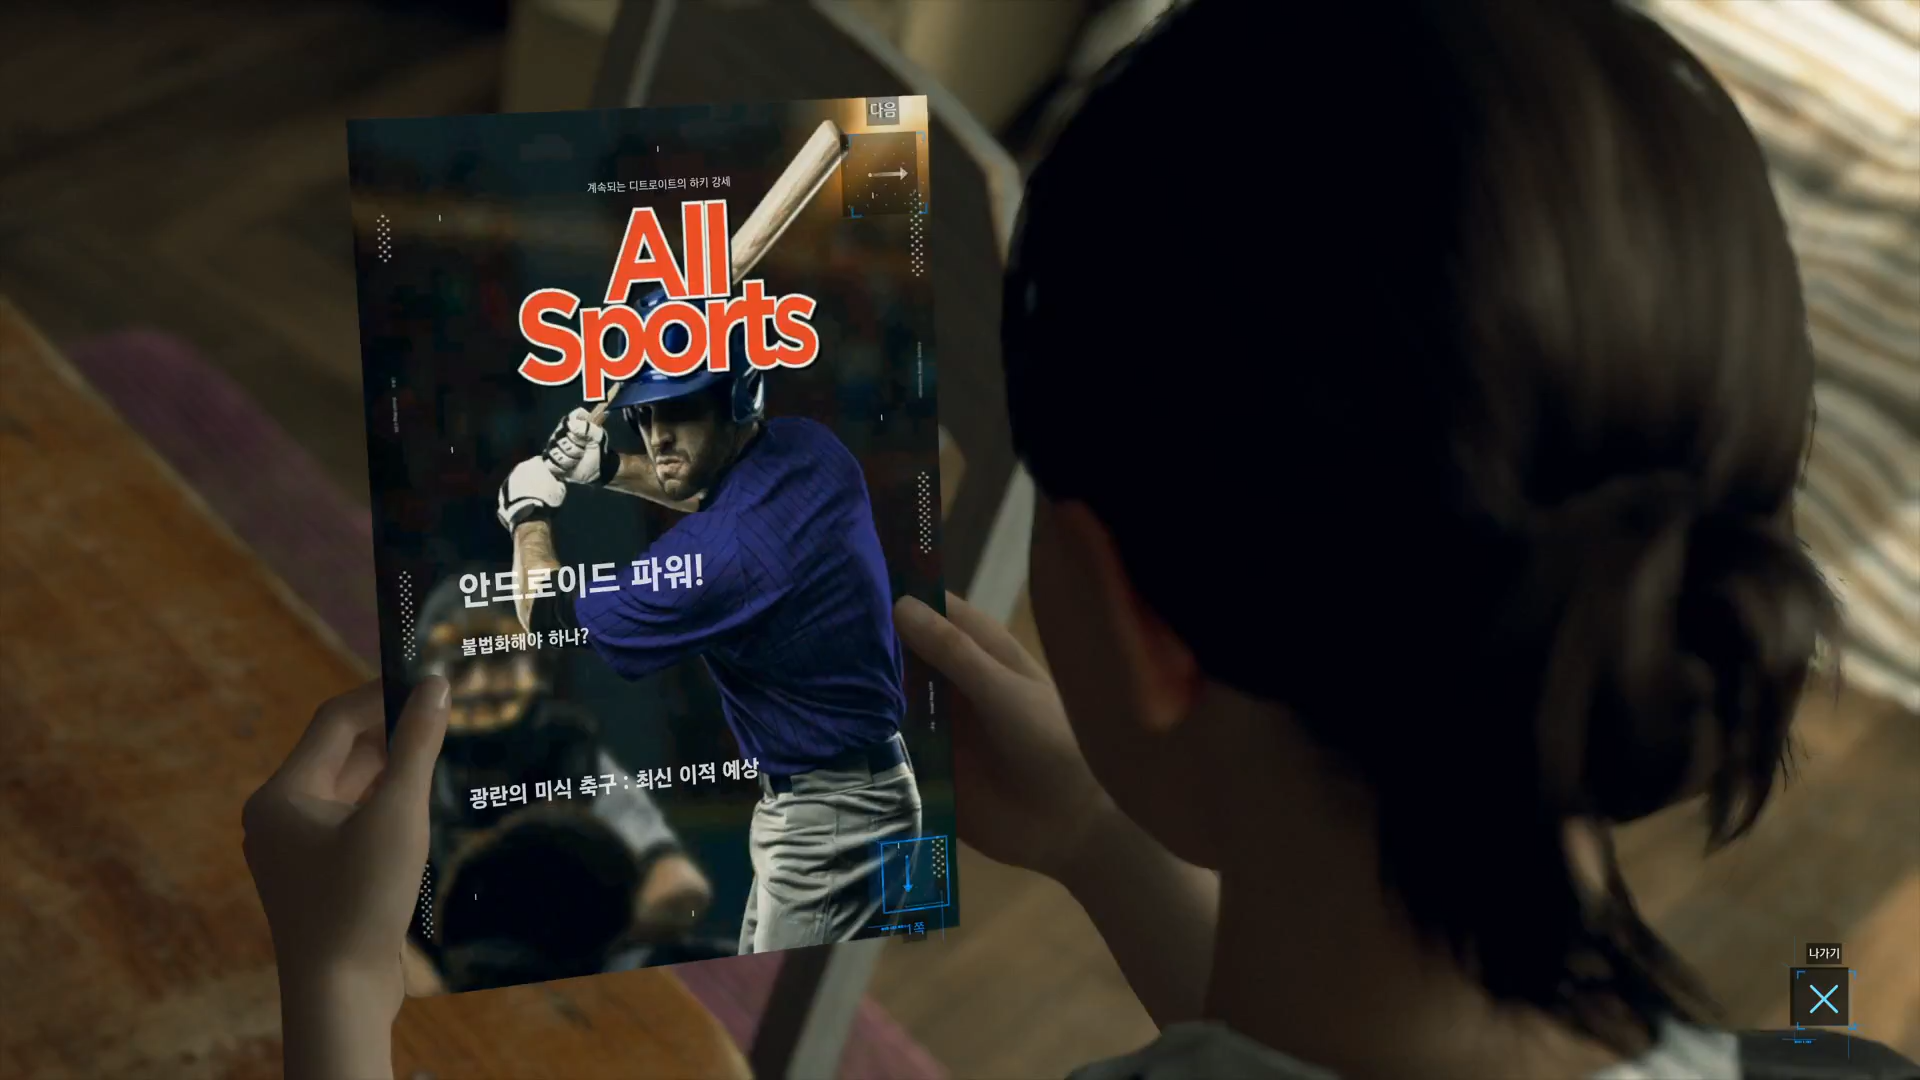 다음
계속되는 디트로이트의 하키 강세
All
Sports
안드로이드 파워!
불법화해야 하나?
광란의 미식 축구 : 최신 이적 예상
1쪽
나가기